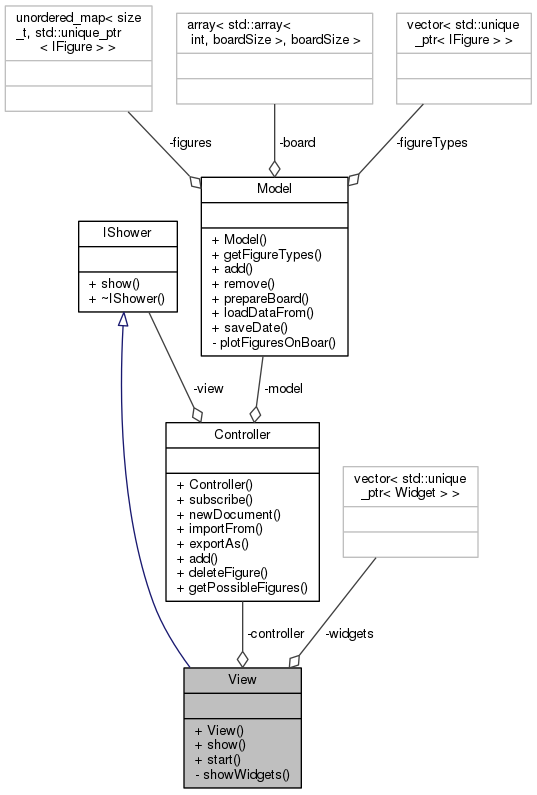 unordered_map< size
_t, std::unique_ptr
< IFigure > >
array< std::array<
int, boardSize >, boardSize >
vector< std::unique
_ptr< IFigure > >
-figures
-board
-figureTypes
Model
+ Model()
+ getFigureTypes()
+ add()
+ remove()
+ prepareBoard()
+ loadDataFrom()
+ saveDate()
- plotFiguresOnBoar()
IShower
+ show()
+ ~IShower()
-view
-model
Controller
+ Controller()
+ subscribe()
+ newDocument()
+ importFrom()
+ exportAs()
+ add()
+ deleteFigure()
+ getPossibleFigures()
vector< std::unique
_ptr< Widget > >
-controller
-widgets
View
+ View()
+ show()
+ start()
- showWidgets()